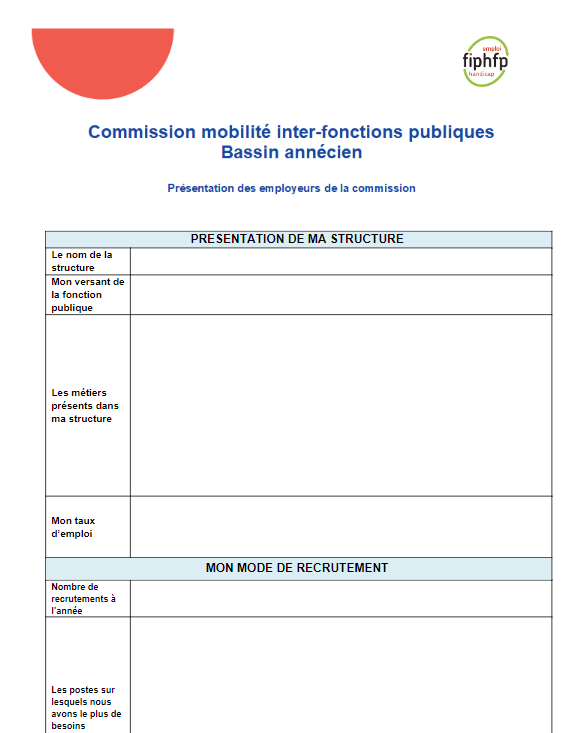 emploi
fiphfp
handicap
Commission mobilité inter-fonctions publiques
Bassin annécien
Présentation des employeurs de la commission
PRESENTATION DE MA STRUCTURE
Le nom de la
structure
Mon versant de
la fonction
publique
Les métiers
présents dans
ma structure
Mon taux
d’emploi
MON MODE DE RECRUTEMENT
Nombre de
recrutements à
l’année
Les postes sur
lesquels nous
avons le plus de
besoins